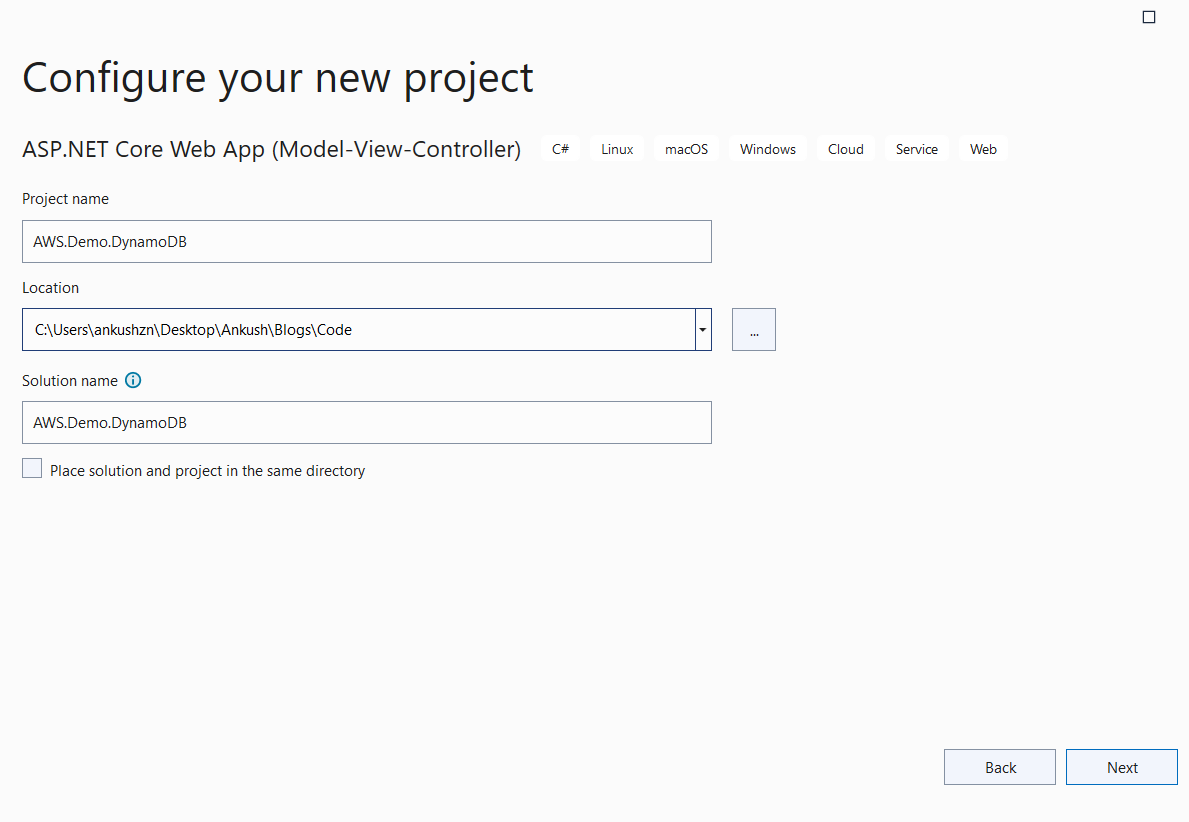 Configure your new project
ASP.NET Core Web App (Model-View-Controller) C# Linux macOS Windows Cloud Service Web
Project name
AWS.Demo.DynamoDB
Location
C:\Users\ankushzn\Desktop\Ankush\Blogs\Code
...
Solution name
AWS.Demo.DynamoDB
Place solution and project in the same directory
Back Next